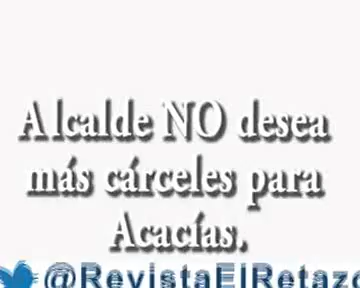 Alcalde NO desea
más cárceles para
Acacías.
@RevistaElRetazo